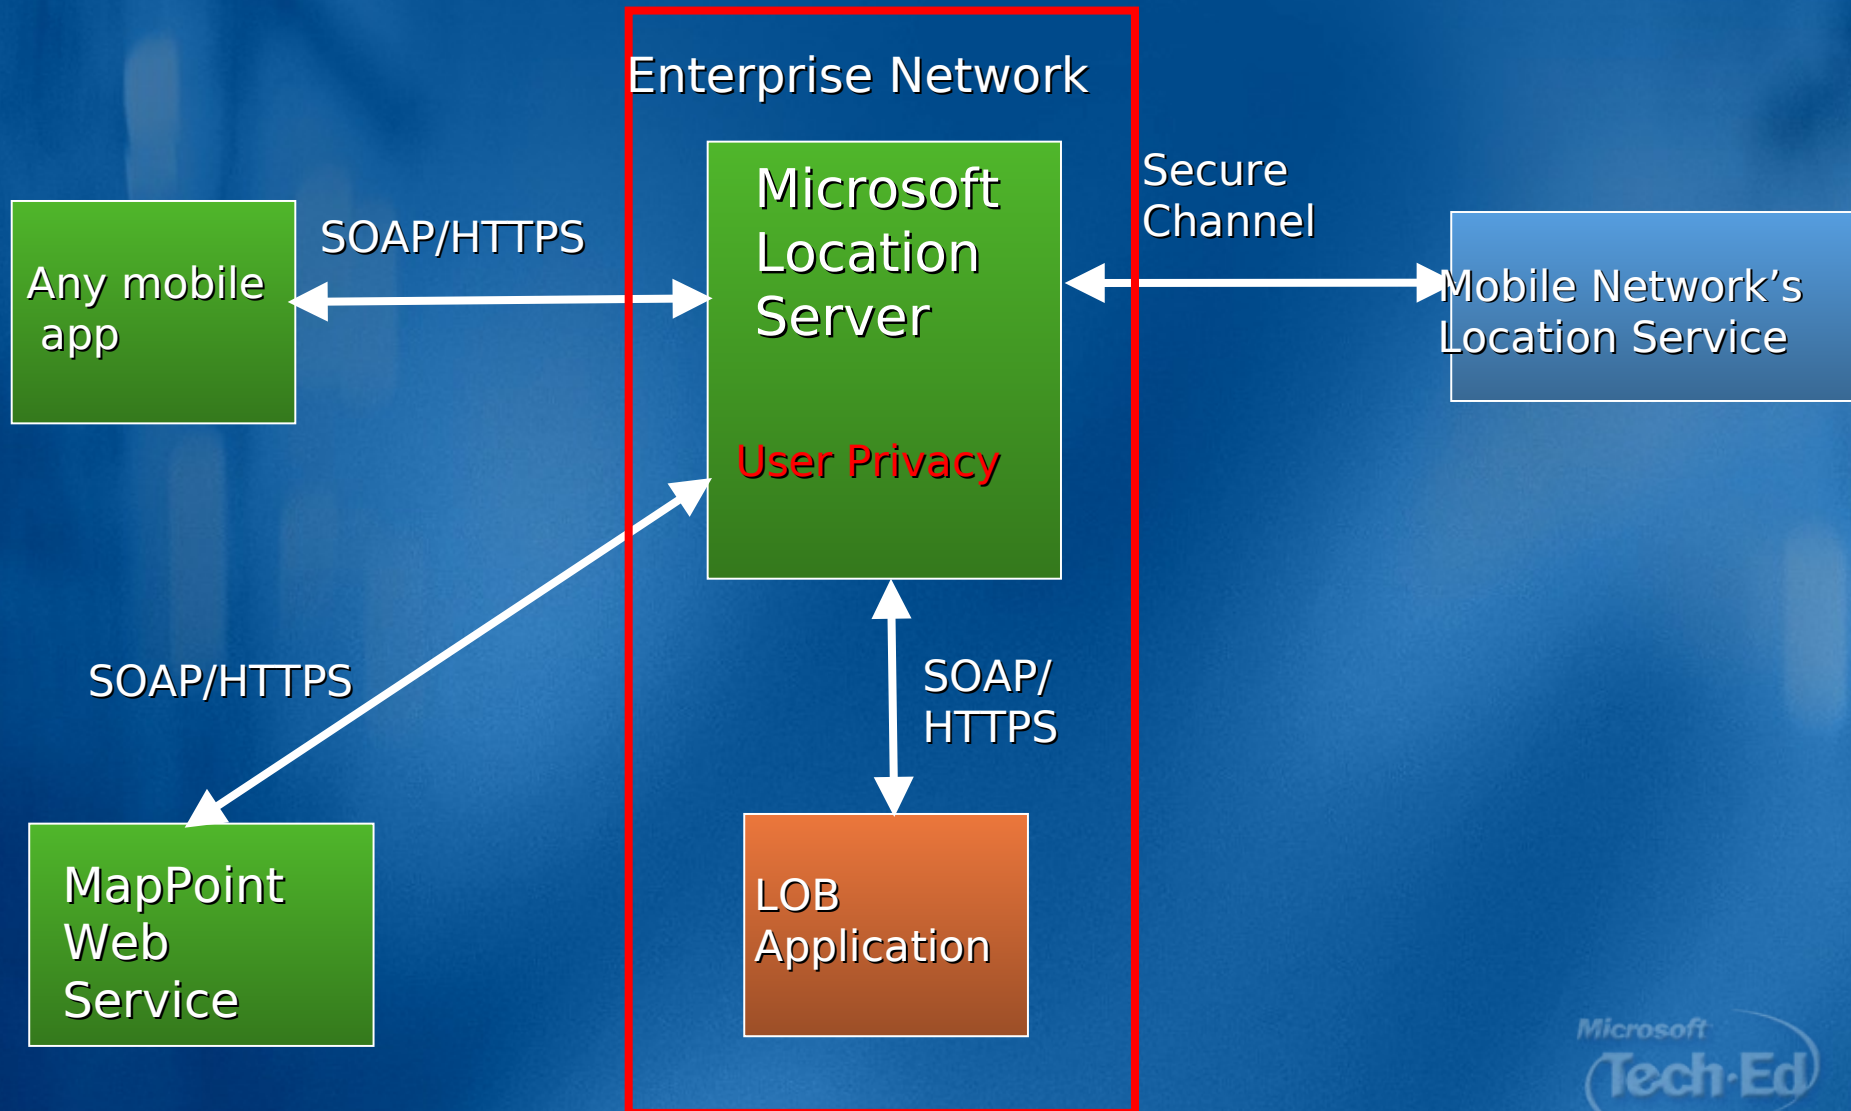 Enterprise Network
Microsoft
Location
Server
User Privacy
Secure
Channel
SOAP/HTTPS
Any mobile
app
Mobile Network’s
Location Service
SOAP/HTTPS
SOAP/
HTTPS
MapPoint
Web
Service
LOB
Application
Microsoft
Tech·Ed